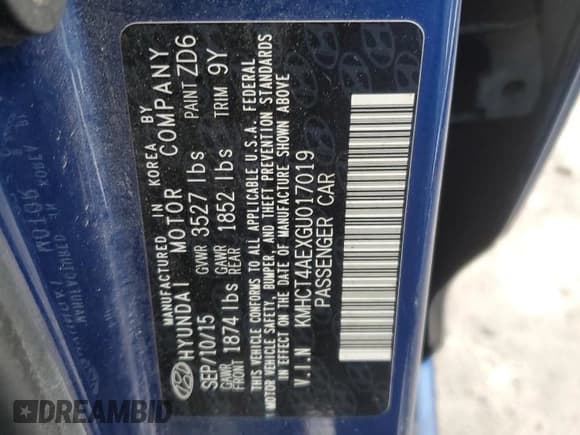 MANUFACTURED IN KOREA BY
HYUNDAI MOTOR COMPANY
SEP/10/15 GVWR 3527 lbs PAINT ZD6
GAWR FRONT 1874 lbs GAWR REAR 1852 lbs TRIM 9Y
THIS VEHICLE CONFORMS TO ALL APPLICABLE U.S.A. FEDERAL
MOTOR VEHICLE SAFETY, BUMPER, AND THEFT PREVENTION STANDARDS
IN EFFECT ON THE DATE OF MANUFACTURE SHOWN ABOVE
V.I.N KMHCT4AEXGU017019
PASSENGER CAR
DREAMBID